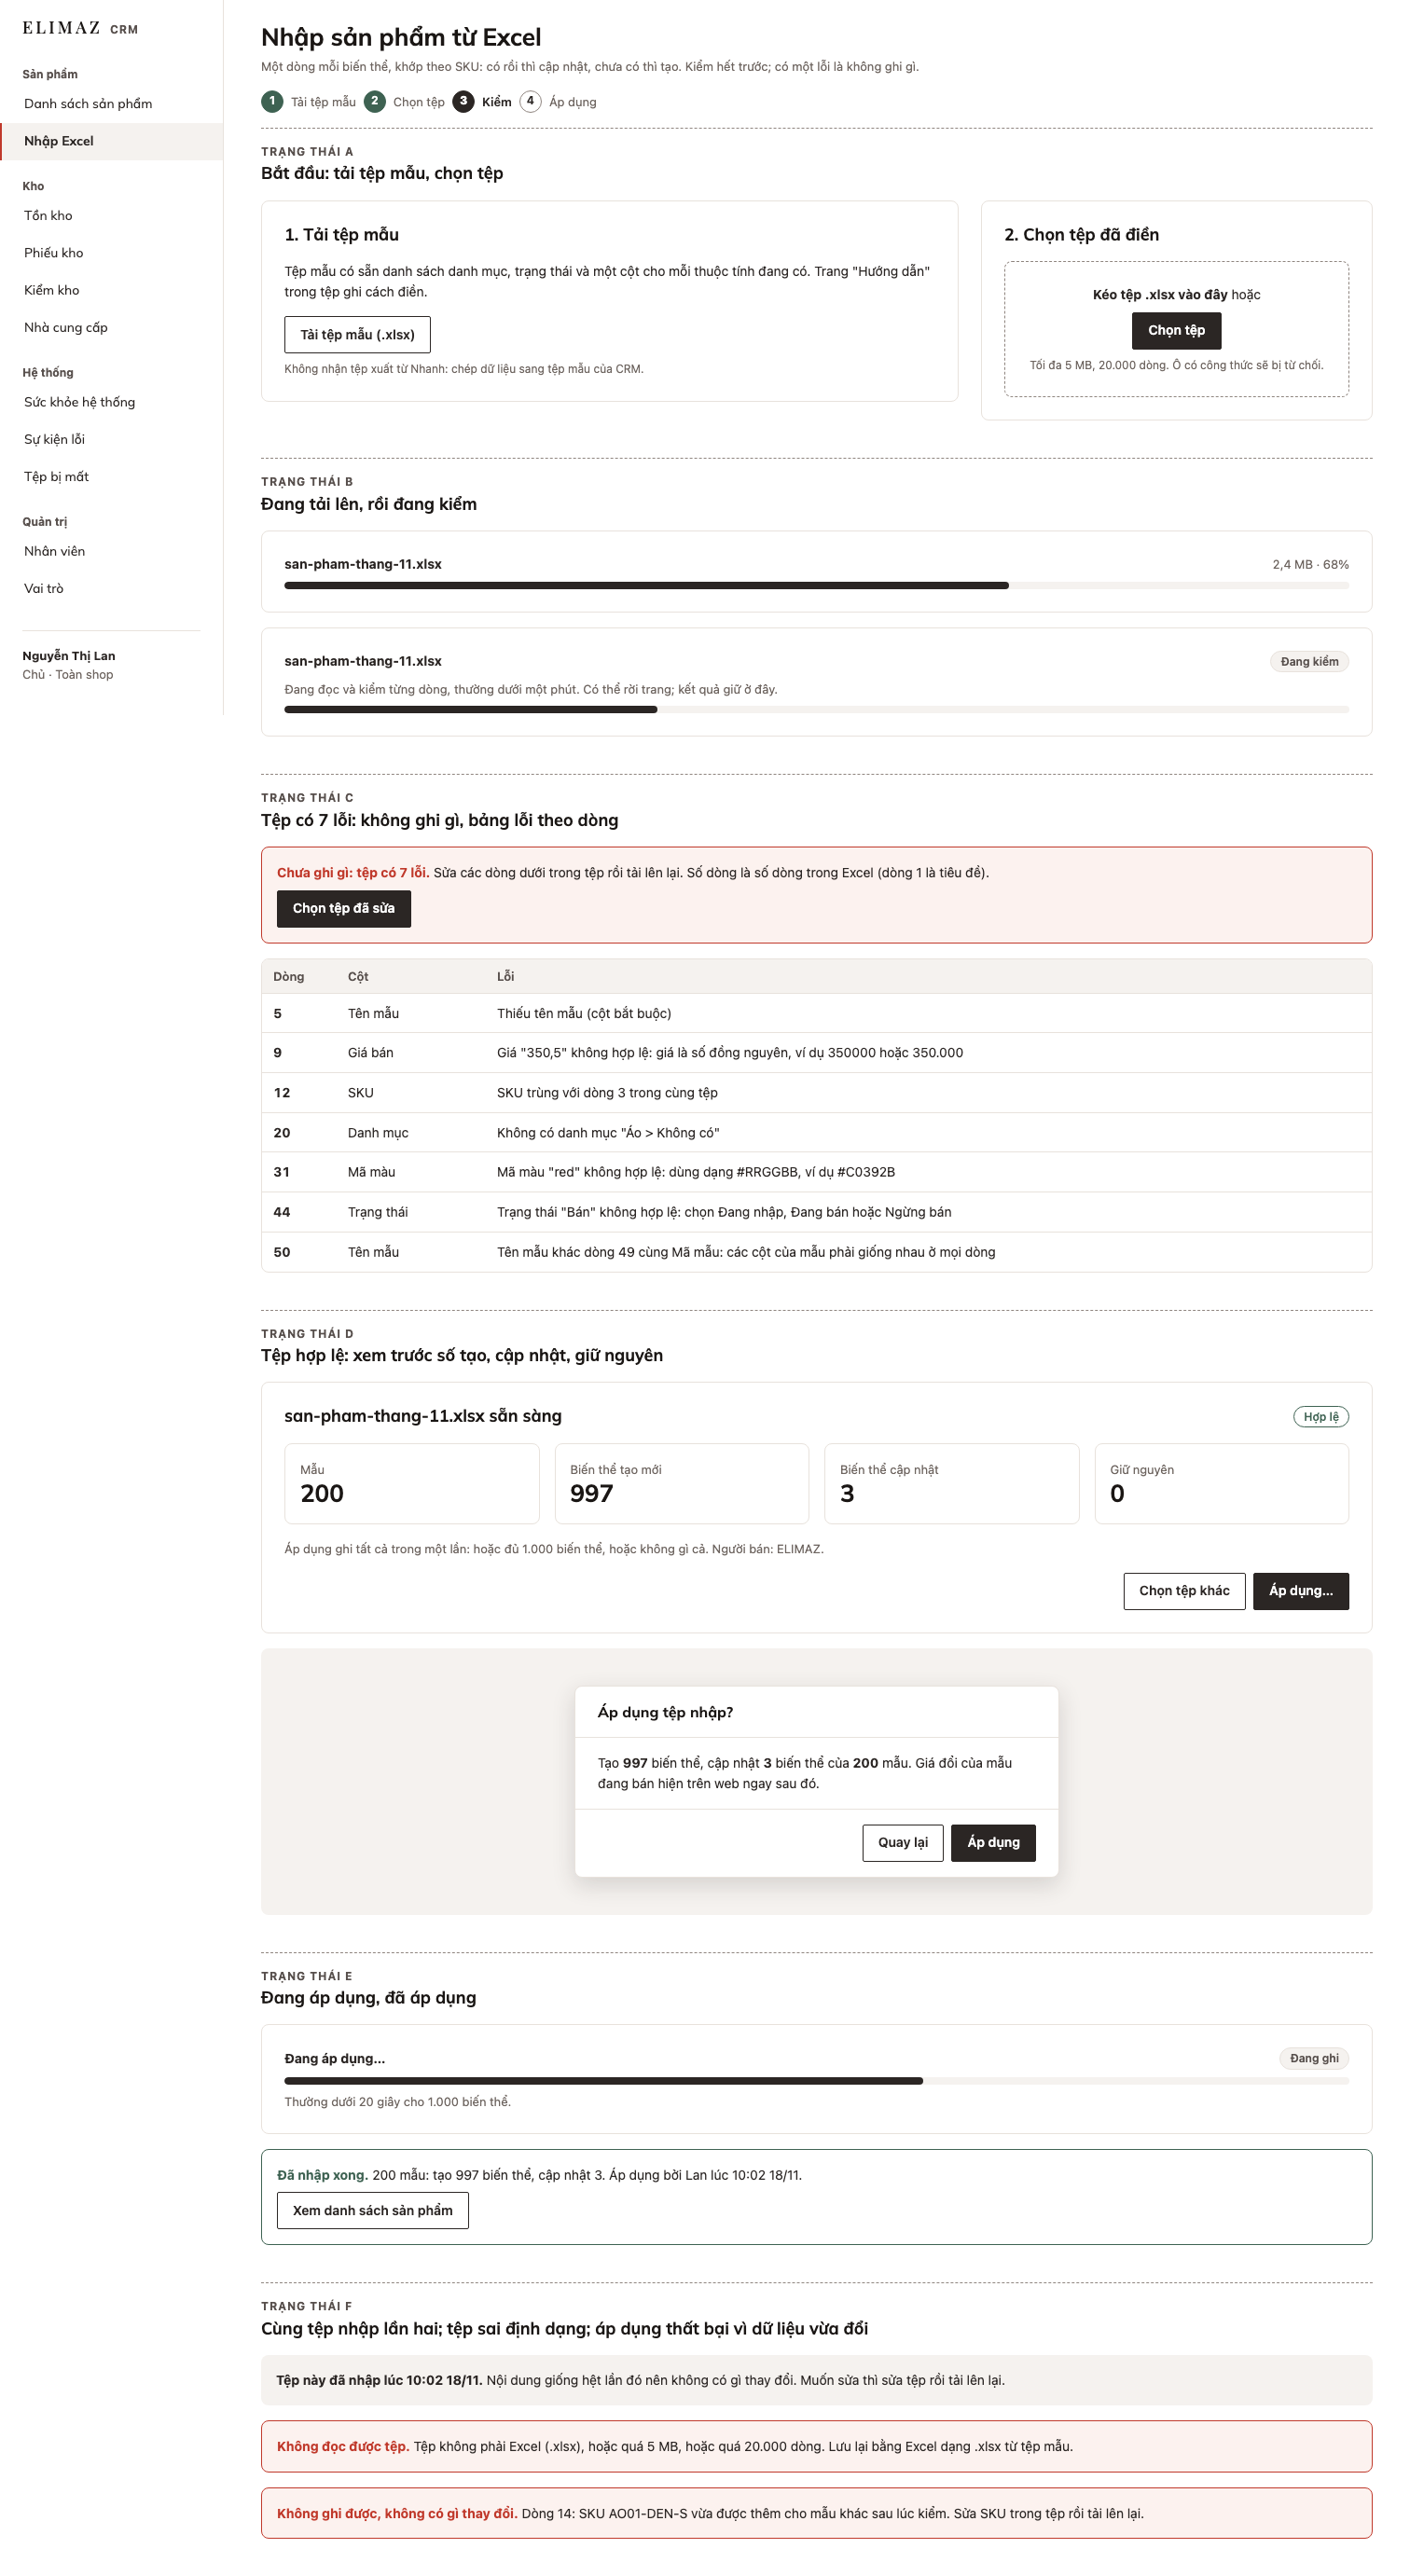 ELIMAZ CRM
Sản phẩm
Danh sách sản phẩm
Nhập Excel
Kho
Tồn kho
Phiếu kho
Kiểm kho
Nhà cung cấp
Hệ thống
Sức khỏe hệ thống
Sự kiện lỗi
Tệp bị mất
Quản trị
Nhân viên
Vai trò
Nguyễn Thị Lan
Chủ · Toàn shop
Nhập sản phẩm từ Excel
Một dòng mỗi biến thể, khớp theo SKU: có rồi thì cập nhật, chưa có thì tạo. Kiểm hết trước; có một lỗi là không ghi gì.
1 Tải tệp mẫu 2 Chọn tệp 3 Kiểm 4 Áp dụng
TRẠNG THÁI A
Bắt đầu: tải tệp mẫu, chọn tệp
1. Tải tệp mẫu
Tệp mẫu có sẵn danh sách danh mục, trạng thái và một cột cho mỗi thuộc tính đang có. Trang "Hướng dẫn"
trong tệp ghi cách điền.
Tải tệp mẫu (.xlsx)
Không nhận tệp xuất từ Nhanh: chép dữ liệu sang tệp mẫu của CRM.
2. Chọn tệp đã điền
Kéo tệp .xlsx vào đây hoặc
Chọn tệp
Tối đa 5 MB, 20.000 dòng. Ô có công thức sẽ bị từ chối.
TRẠNG THÁI B
Đang tải lên, rồi đang kiểm
san-pham-thang-11.xlsx 2,4 MB · 68%
san-pham-thang-11.xlsx Đang kiểm
Đang đọc và kiểm từng dòng, thường dưới một phút. Có thể rời trang; kết quả giữ ở đây.
TRẠNG THÁI C
Tệp có 7 lỗi: không ghi gì, bảng lỗi theo dòng
Chưa ghi gì: tệp có 7 lỗi. Sửa các dòng dưới trong tệp rồi tải lên lại. Số dòng là số dòng trong Excel (dòng 1 là tiêu đề).
Chọn tệp đã sửa
Dòng Cột Lỗi
5 Tên mẫu Thiếu tên mẫu (cột bắt buộc)
9 Giá bán Giá "350,5" không hợp lệ: giá là số đồng nguyên, ví dụ 350000 hoặc 350.000
12 SKU SKU trùng với dòng 3 trong cùng tệp
20 Danh mục Không có danh mục "Áo > Không có"
31 Mã màu Mã màu "red" không hợp lệ: dùng dạng #RRGGBB, ví dụ #C0392B
44 Trạng thái Trạng thái "Bán" không hợp lệ: chọn Đang nhập, Đang bán hoặc Ngừng bán
50 Tên mẫu Tên mẫu khác dòng 49 cùng Mã mẫu: các cột của mẫu phải giống nhau ở mọi dòng
TRẠNG THÁI D
Tệp hợp lệ: xem trước số tạo, cập nhật, giữ nguyên
san-pham-thang-11.xlsx sẵn sàng Hợp lệ
Mẫu Biến thể tạo mới Biến thể cập nhật Giữ nguyên
200 997 3 0
Áp dụng ghi tất cả trong một lần: hoặc đủ 1.000 biến thể, hoặc không gì cả. Người bán: ELIMAZ.
Chọn tệp khác Áp dụng...
Áp dụng tệp nhập?
Tạo 997 biến thể, cập nhật 3 biến thể của 200 mẫu. Giá đổi của mẫu
đang bán hiện trên web ngay sau đó.
Quay lại Áp dụng
TRẠNG THÁI E
Đang áp dụng, đã áp dụng
Đang áp dụng... Đang ghi
Thường dưới 20 giây cho 1.000 biến thể.
Đã nhập xong. 200 mẫu: tạo 997 biến thể, cập nhật 3. Áp dụng bởi Lan lúc 10:02 18/11.
Xem danh sách sản phẩm
TRẠNG THÁI F
Cùng tệp nhập lần hai; tệp sai định dạng; áp dụng thất bại vì dữ liệu vừa đổi
Tệp này đã nhập lúc 10:02 18/11. Nội dung giống hệt lần đó nên không có gì thay đổi. Muốn sửa thì sửa tệp rồi tải lên lại.
Không đọc được tệp. Tệp không phải Excel (.xlsx), hoặc quá 5 MB, hoặc quá 20.000 dòng. Lưu lại bằng Excel dạng .xlsx từ tệp mẫu.
Không ghi được, không có gì thay đổi. Dòng 14: SKU AO01-DEN-S vừa được thêm cho mẫu khác sau lúc kiểm. Sửa SKU trong tệp rồi tải lên lại.